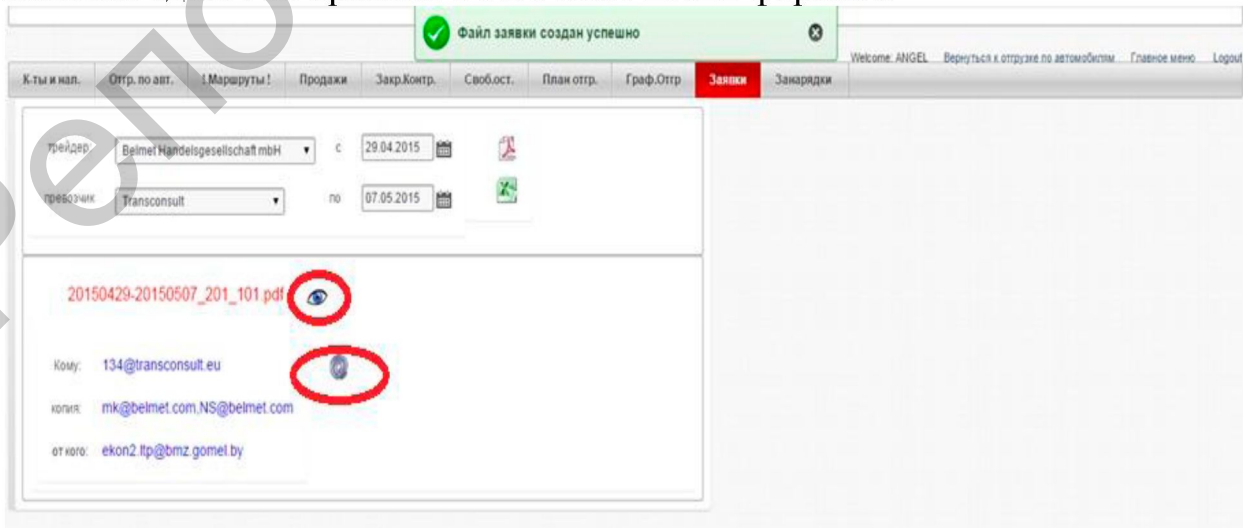 Файл заявки создан успешно
Welcome: ANGEL Вернуться к отгрузке по автомобилям Главное меню Logout
К-ты и нал. Отгр. по авт. ! Маршруты ! Продажи Закр.Контр. Своб.ост. План отгр. Граф.Отгр Заявки Занарядки
трейдер: Belmet Handelsgesellschaft mbH с 29.04.2015
превозчик Transconsult по 07.05.2015
20150429-20150507_201_101.pdf
Кому: 134@transconsult.eu
копия: mk@belmet.com,NS@belmet.com
от кого: ekon2.ltp@bmz.gomel.by